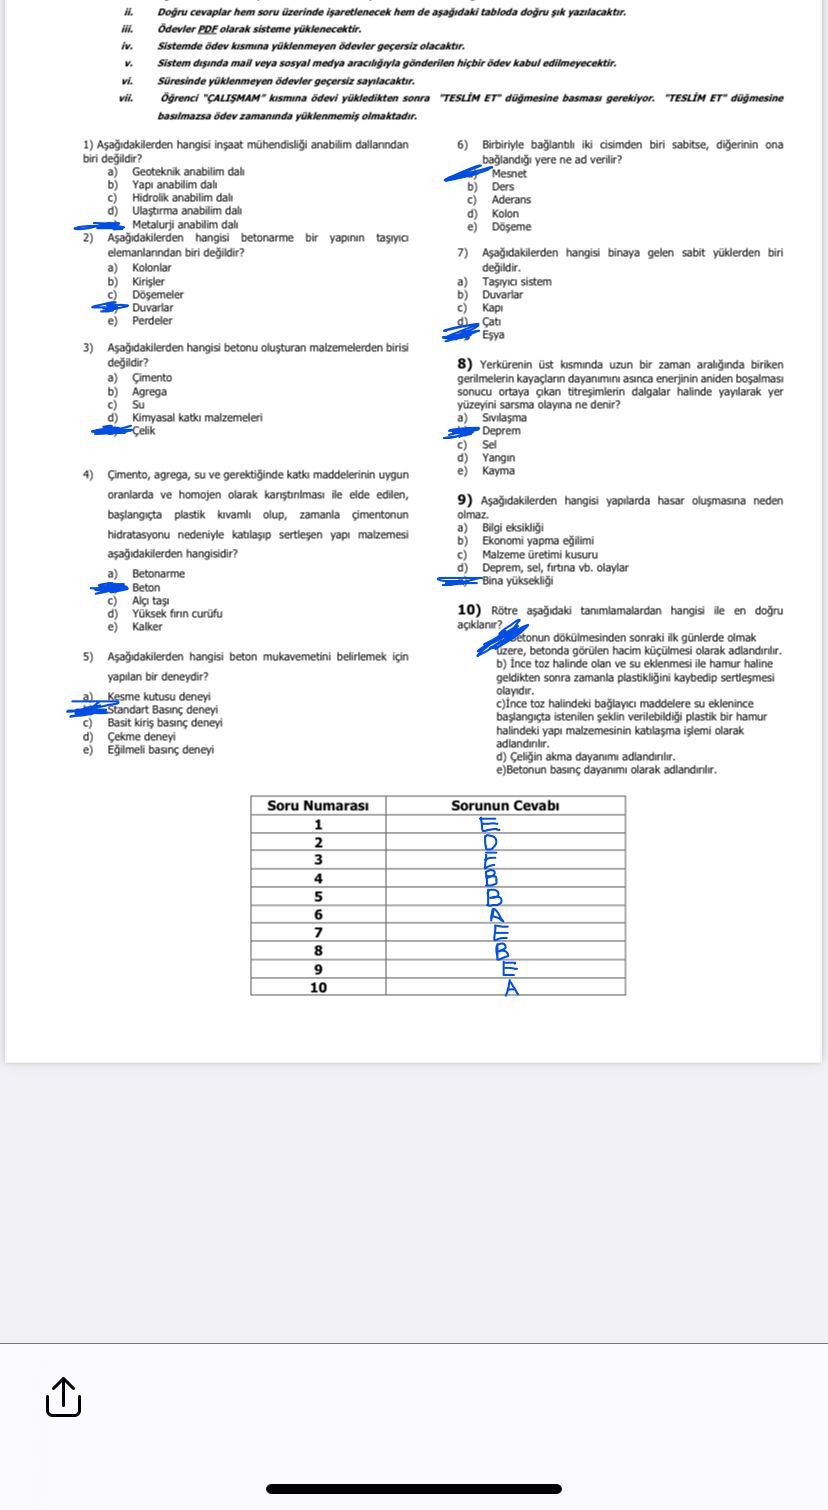 ii. Doğru cevaplar hem soru üzerinde işaretlenecek hem de aşağıdaki tabloda doğru şık yazılacaktır.
iii. Ödevler PDF olarak sisteme yüklenecektir.
iv. Sistemde ödev kısmına yüklenmeyen ödevler geçersiz olacaktır.
v. Sistem dışında mail veya sosyal medya aracılığıyla gönderilen hiçbir ödev kabul edilmeyecektir.
vi. Süresinde yüklenmeyen ödevler geçersiz sayılacaktır.
vii. Öğrenci "ÇALIŞMAM" kısmına ödevi yükledikten sonra "TESLİM ET" düğmesine basması gerekiyor. "TESLİM ET" düğmesine
basılmazsa ödev zamanında yüklenmemiş olmaktadır.
1) Aşağıdakilerden hangisi inşaat mühendisliği anabilim dallarından
biri değildir?
a) Geoteknik anabilim dalı
b) Yapı anabilim dalı
c) Hidrolik anabilim dalı
d) Ulaştırma anabilim dalı
Metalurji anabilim dalı
2) Aşağıdakilerden hangisi betonarme bir yapının taşıyıcı
elemanlarından biri değildir?
a) Kolonlar
b) Kirişler
c) Döşemeler
Duvarlar
e) Perdeler
3) Aşağıdakilerden hangisi betonu oluşturan malzemelerden birisi
değildir?
a) Çimento
b) Agrega
c) Su
d) Kimyasal katkı malzemeleri
Çelik
4) Çimento, agrega, su ve gerektiğinde katkı maddelerinin uygun
oranlarda ve homojen olarak karıştırılması ile elde edilen,
başlangıçta plastik kıvamlı olup, zamanla çimentonun
hidratasyonu nedeniyle katılaşıp sertleşen yapı malzemesi
aşağıdakilerden hangisidir?
a) Betonarme
Beton
c) Alçı taşı
d) Yüksek fırın curüfu
e) Kalker
5) Aşağıdakilerden hangisi beton mukavemetini belirlemek için
yapılan bir deneydir?
a) Kesme kutusu deneyi
Standart Basınç deneyi
c) Basit kiriş basınç deneyi
d) Çekme deneyi
e) Eğilmeli basınç deneyi
6) Birbiriyle bağlantılı iki cisimden biri sabitse, diğerinin ona
bağlandığı yere ne ad verilir?
Mesnet
b) Ders
c) Aderans
d) Kolon
e) Döşeme
7) Aşağıdakilerden hangisi binaya gelen sabit yüklerden biri
değildir.
a) Taşıyıcı sistem
b) Duvarlar
c) Kapı
d) Çatı
Eşya
8) Yerkürenin üst kısmında uzun bir zaman aralığında biriken
gerilmelerin kayaçların dayanımını asınca enerjinin aniden boşalması
sonucu ortaya çıkan titreşimlerin dalgalar halinde yayılarak yer
yüzeyini sarsma olayına ne denir?
a) Sıvılaşma
Deprem
c) Sel
d) Yangın
e) Kayma
9) Aşağıdakilerden hangisi yapılarda hasar oluşmasına neden
olmaz.
a) Bilgi eksikliği
b) Ekonomi yapma eğilimi
c) Malzeme üretimi kusuru
d) Deprem, sel, fırtına vb. olaylar
Bina yüksekliği
10) Rötre aşağıdaki tanımlamalardan hangisi ile en doğru
açıklanır?
etonun dökülmesinden sonraki ilk günlerde olmak
üzere, betonda görülen hacim küçülmesi olarak adlandırılır.
b) İnce toz halinde olan ve su eklenmesi ile hamur haline
geldikten sonra zamanla plastikliğini kaybedip sertleşmesi
olayıdır.
c)İnce toz halindeki bağlayıcı maddelere su eklenince
başlangıçta istenilen şeklin verilebildiği plastik bir hamur
halindeki yapı malzemesinin katılaşma işlemi olarak
adlandırılır.
d) Çeliğin akma dayanımı adlandırılır.
e)Betonun basınç dayanımı olarak adlandırılır.
Soru Numarası Sorunun Cevabı
1 E
2 D
3 E
4 B
5 B
6 A
7 E
8 B
9 E
10 A